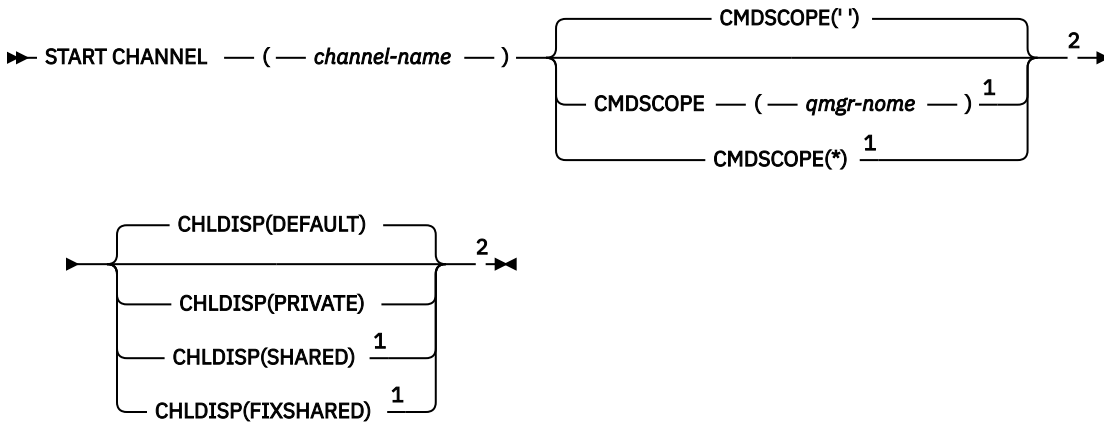 CMDSCOPE(' ')
START CHANNEL ( channel-name ) 2
CMDSCOPE ( qmgr-nome ) 1
CMDSCOPE(*) 1
CHLDISP(DEFAULT)
2
CHLDISP(PRIVATE)
CHLDISP(SHARED) 1
CHLDISP(FIXSHARED) 1